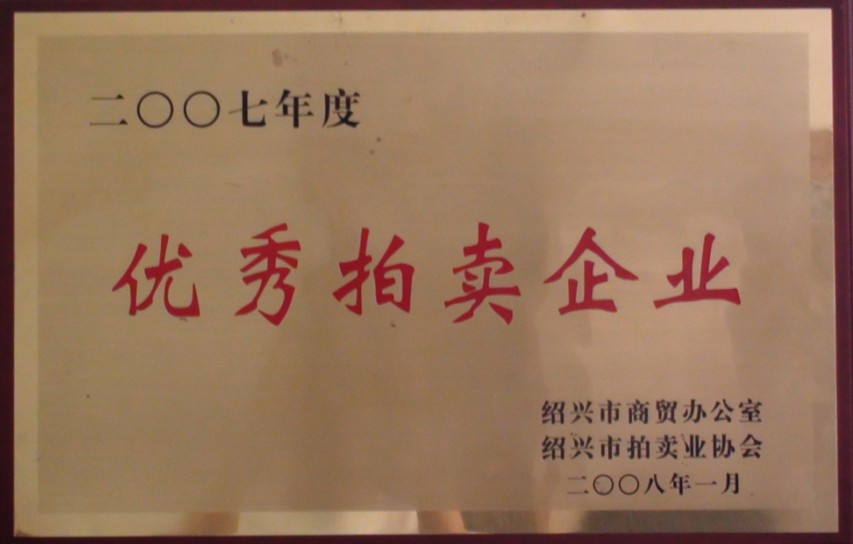 二〇〇七年度
优秀拍卖企业
绍兴市商贸办公室
绍兴市拍卖业协会
二〇〇八年一月